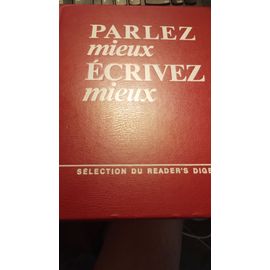 PARLEZ
mieux
ÉCRIVEZ
mieux
SÉLECTION DU READER'S DIGE